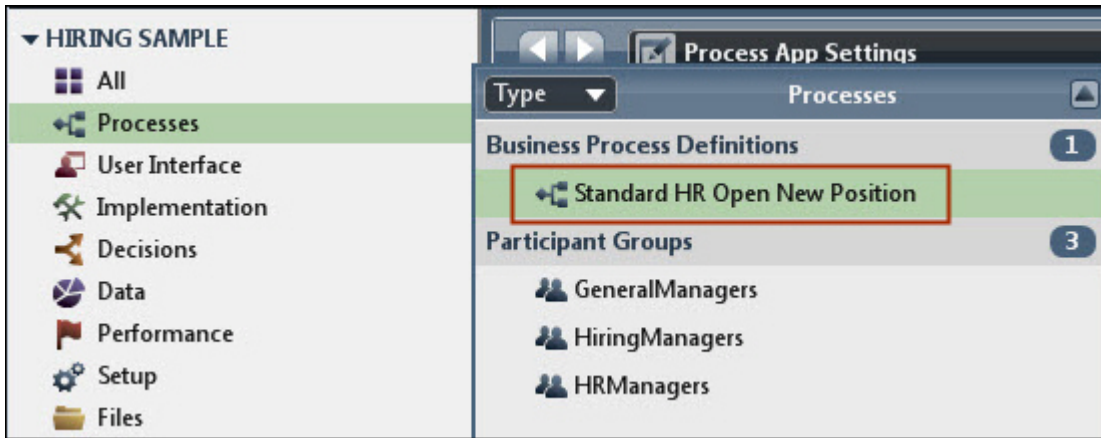 HIRING SAMPLE
All
Processes
User Interface
Implementation
Decisions
Data
Performance
Setup
Files
Process App Settings
Type
Processes
Business Process Definitions 1
Standard HR Open New Position
Participant Groups 3
GeneralManagers
HiringManagers
HRManagers